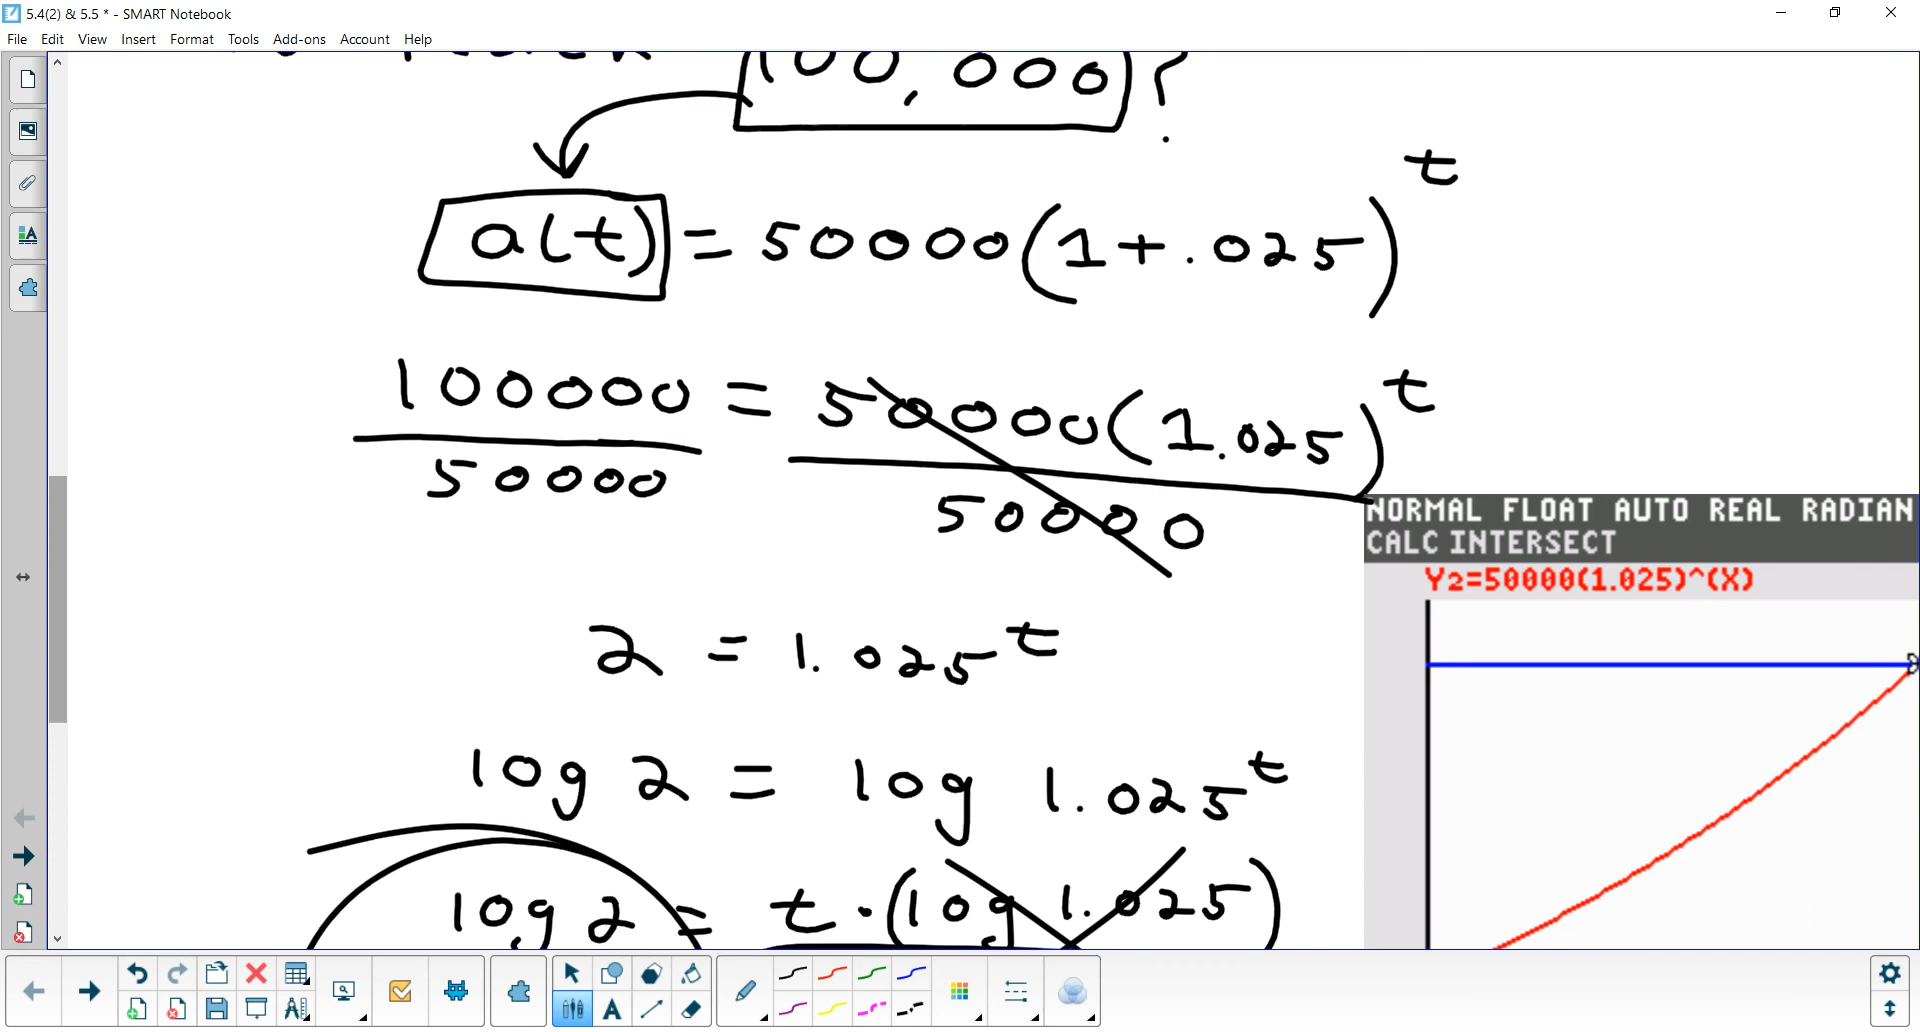 5.4(2) & 5.5 * - SMART Notebook
File Edit View Insert Format Tools Add-ons Account Help
100,000?
a(t) = 50000(1+.025)^t
100000 = 50000(1.025)^t
50000 50000
2 = 1.025^t
log 2 = log 1.025^t
log 2 = t·(log 1.025)
NORMAL FLOAT AUTO REAL RADIAN
CALC INTERSECT
Y2=50000(1.025)^(X)